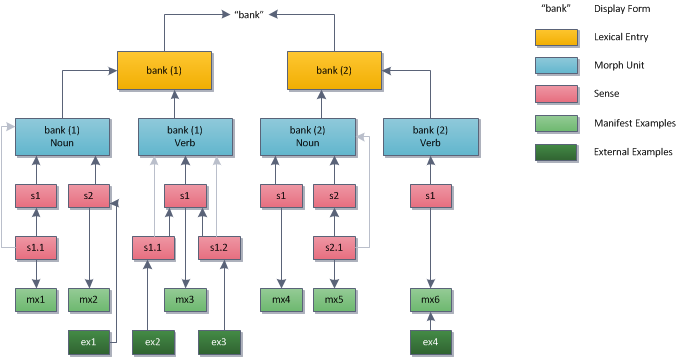 "bank"
bank (1)
bank (2)
bank (1)
Noun
bank (1)
Verb
bank (2)
Noun
bank (2)
Verb
s1
s2
s1
s1
s2
s1
s1.1
s1.1
s1.2
s2.1
mx1
mx2
mx3
mx4
mx5
mx6
ex1
ex2
ex3
ex4
"bank"
Display Form
Lexical Entry
Morph Unit
Sense
Manifest Examples
External Examples